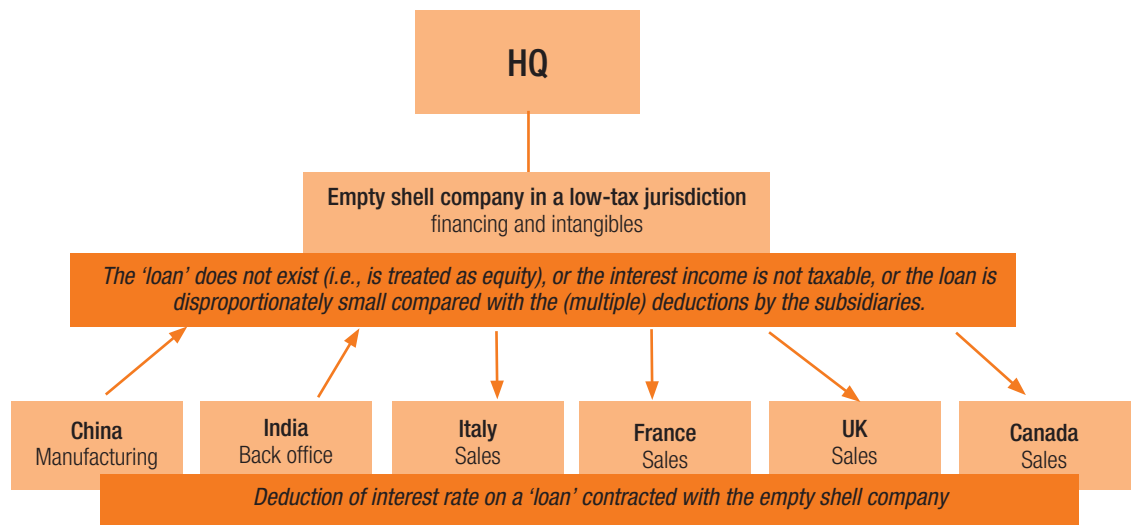 HQ
Empty shell company in a low-tax jurisdiction
financing and intangibles
The ‘loan’ does not exist (i.e., is treated as equity), or the interest income is not taxable, or the loan is
disproportionately small compared with the (multiple) deductions by the subsidiaries.
China
Manufacturing
India
Back office
Italy
Sales
France
Sales
UK
Sales
Canada
Sales
Deduction of interest rate on a ‘loan’ contracted with the empty shell company